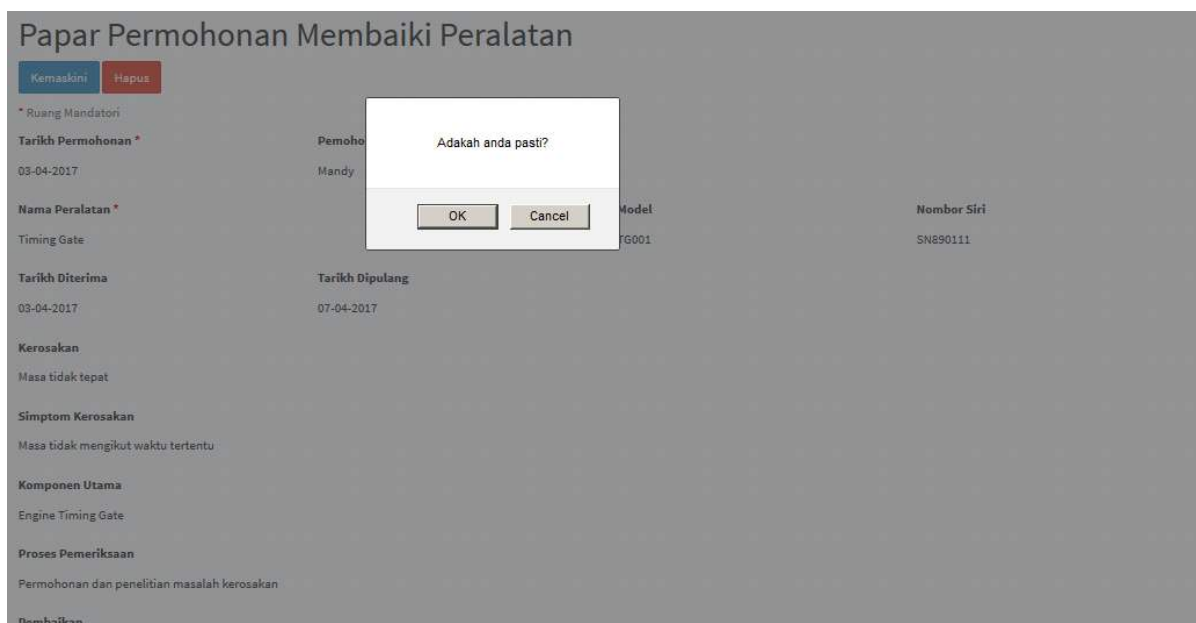 Papar Permohonan Membaiki Peralatan
Kemaskini Hapus
* Ruang Mandatori
Tarikh Permohonan * Pemoho
03-04-2017 Mandy
Adakah anda pasti?
OK Cancel
Nama Peralatan * Model Nombor Siri
Timing Gate TG001 SN890111
Tarikh Diterima Tarikh Dipulang
03-04-2017 07-04-2017
Kerosakan
Masa tidak tepat
Simptom Kerosakan
Masa tidak mengikut waktu tertentu
Komponen Utama
Engine Timing Gate
Proses Pemeriksaan
Permohonan dan penelitian masalah kerosakan
Pembaikan